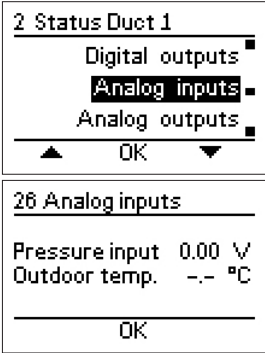 2 Status Duct 1
Digital outputs
Analog inputs
Analog outputs
OK
26 Analog inputs
Pressure input 0.00 V
Outdoor temp. -.- °C
OK